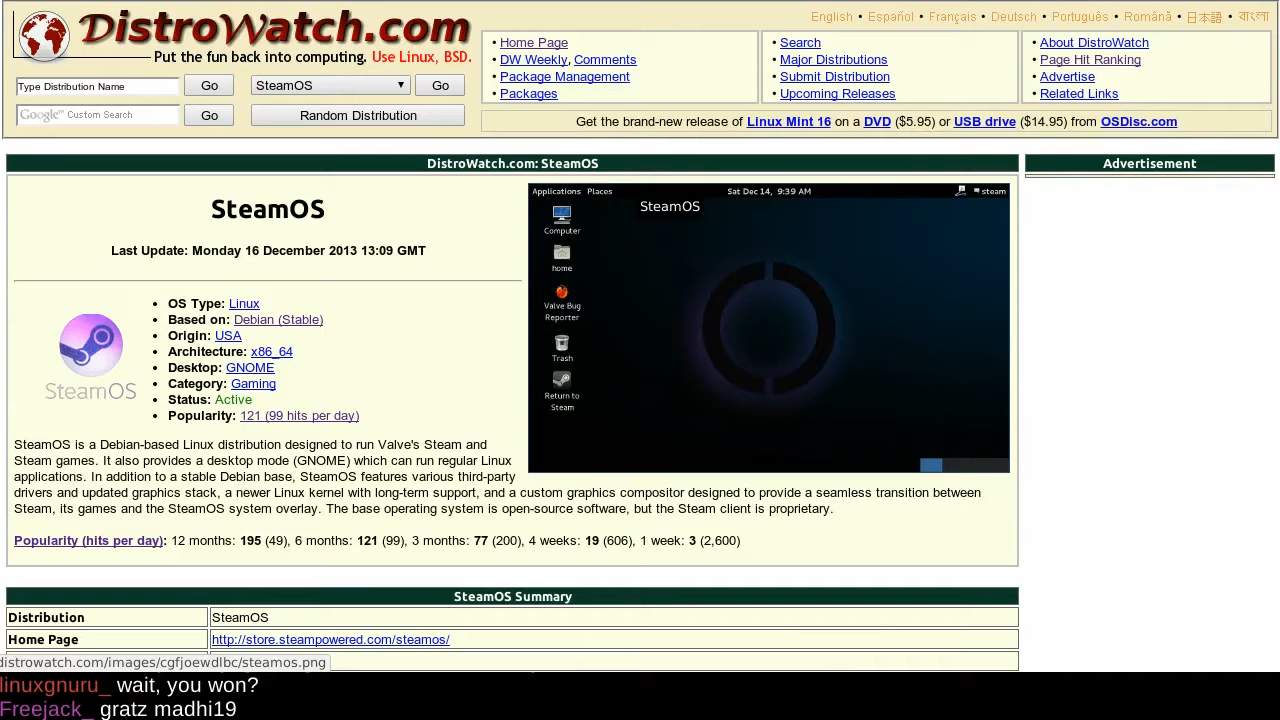 DistroWatch.com
Put the fun back into computing. Use Linux, BSD.
English • Español • Français • Deutsch • Português • Română • 日本語 • বাংলা
Type Distribution Name Go SteamOS Go
Google Custom Search Go Random Distribution
• Home Page
• DW Weekly, Comments
• Package Management
• Packages
• Search
• Major Distributions
• Submit Distribution
• Upcoming Releases
• About DistroWatch
• Page Hit Ranking
• Advertise
• Related Links
Get the brand-new release of Linux Mint 16 on a DVD ($5.95) or USB drive ($14.95) from OSDisc.com
DistroWatch.com: SteamOS
Advertisement
SteamOS
Last Update: Monday 16 December 2013 13:09 GMT
SteamOS
• OS Type: Linux
• Based on: Debian (Stable)
• Origin: USA
• Architecture: x86_64
• Desktop: GNOME
• Category: Gaming
• Status: Active
• Popularity: 121 (99 hits per day)
Applications Places Sat Dec 14, 9:39 AM steam
SteamOS
Computer
home
Valve Bug
Reporter
Trash
Return to
Steam
SteamOS is a Debian-based Linux distribution designed to run Valve's Steam and
Steam games. It also provides a desktop mode (GNOME) which can run regular Linux
applications. In addition to a stable Debian base, SteamOS features various third-party
drivers and updated graphics stack, a newer Linux kernel with long-term support, and a custom graphics compositor designed to provide a seamless transition between
Steam, its games and the SteamOS system overlay. The base operating system is open-source software, but the Steam client is proprietary.
Popularity (hits per day): 12 months: 195 (49), 6 months: 121 (99), 3 months: 77 (200), 4 weeks: 19 (606), 1 week: 3 (2,600)
SteamOS Summary
Distribution SteamOS
Home Page http://store.steampowered.com/steamos/
distrowatch.com/images/cgfjoewdlbc/steamos.png
linuxgnuru_ wait, you won?
Freejack_ gratz madhi19